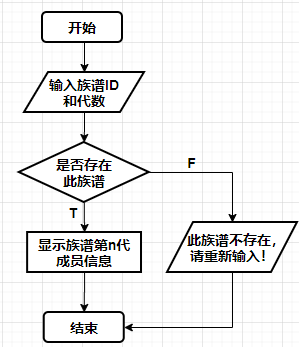 开始
输入族谱ID
和代数
是否存在
此族谱
F
T
显示族谱第n代
成员信息
此族谱不存在，
请重新输入！
结束